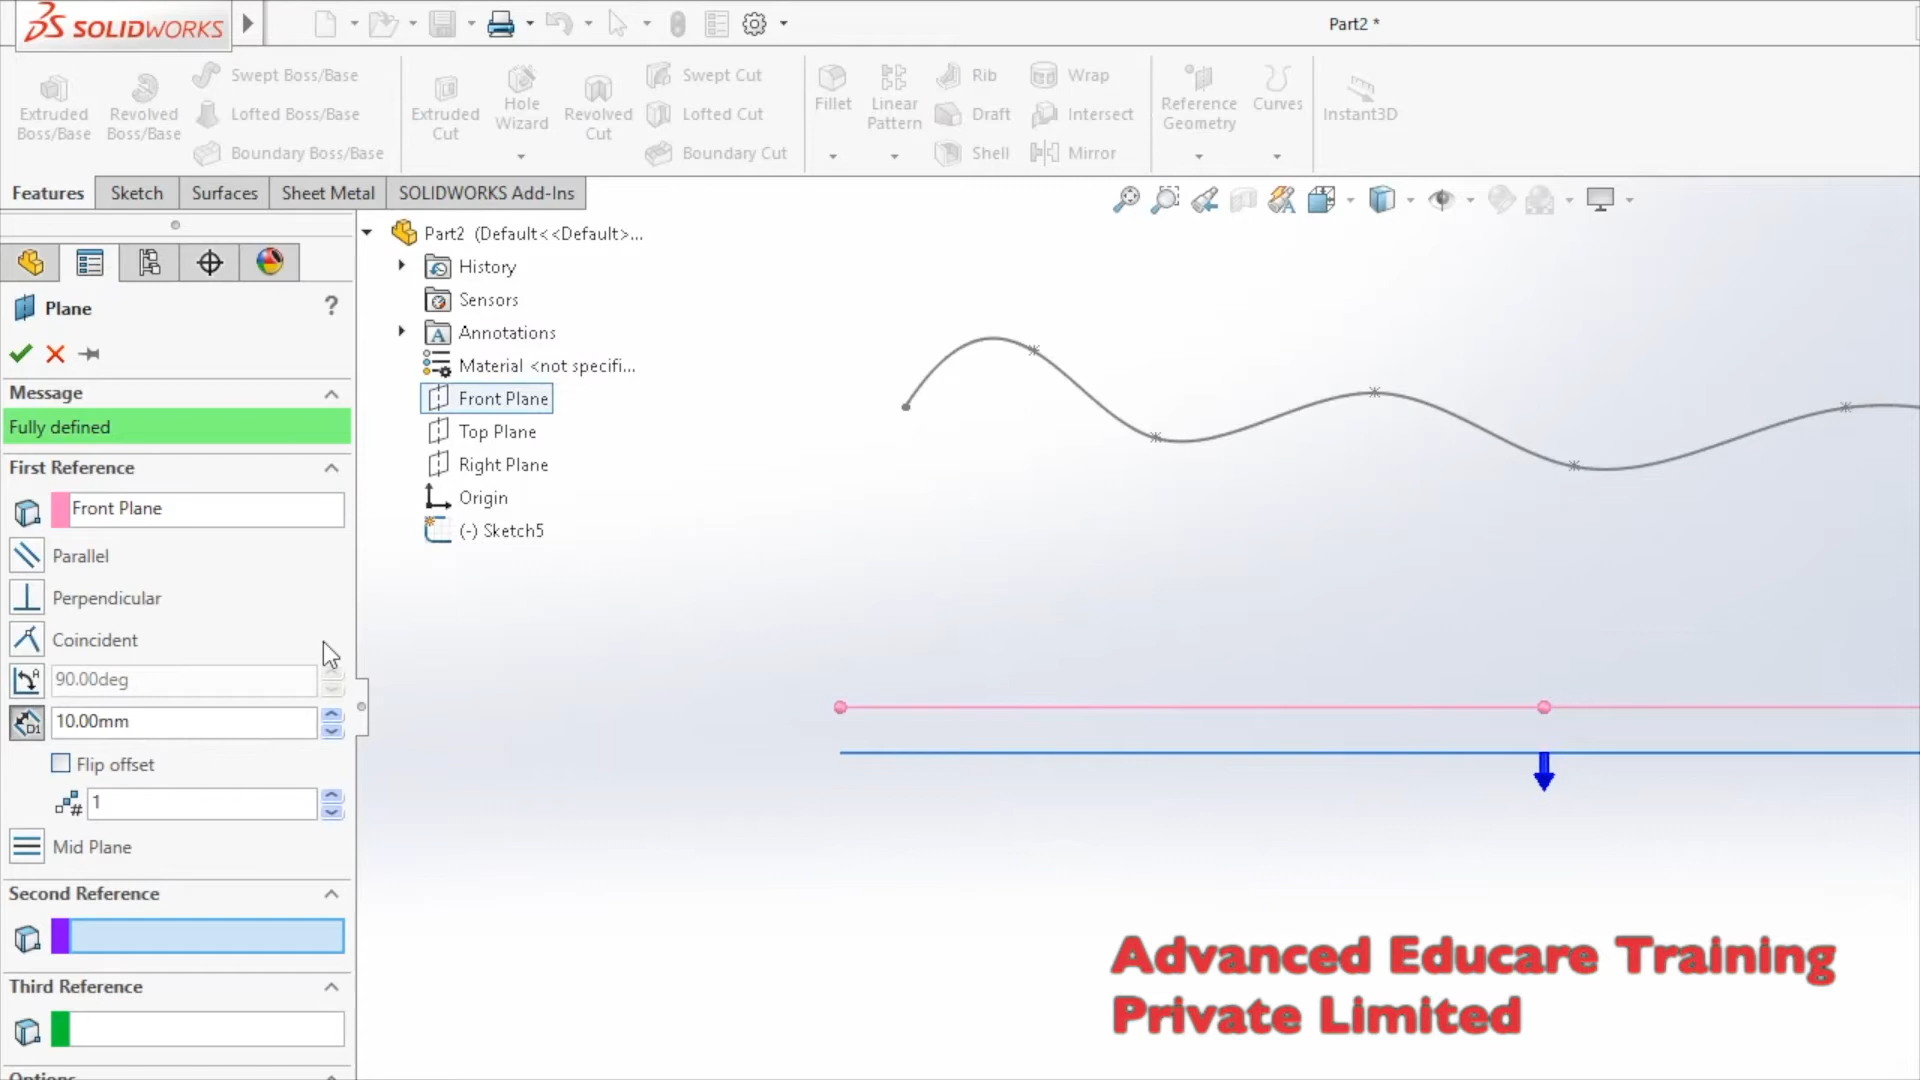 SOLIDWORKS
Part2 *
Extruded Boss/Base
Revolved Boss/Base
Swept Boss/Base
Lofted Boss/Base
Boundary Boss/Base
Extruded Cut
Hole Wizard
Revolved Cut
Swept Cut
Lofted Cut
Boundary Cut
Fillet
Linear Pattern
Rib
Draft
Shell
Wrap
Intersect
Mirror
Reference Geometry
Curves
Instant3D
Features
Sketch
Surfaces
Sheet Metal
SOLIDWORKS Add-Ins
Plane
?
Message
Fully defined
First Reference
Front Plane
Parallel
Perpendicular
Coincident
90.00deg
10.00mm
Flip offset
# 1
Mid Plane
Second Reference
Third Reference
Options
Part2 (Default<<Default>...
History
Sensors
Annotations
Material <not specifi...
Front Plane
Top Plane
Right Plane
Origin
(-) Sketch5
Advanced Educare Training
Private Limited